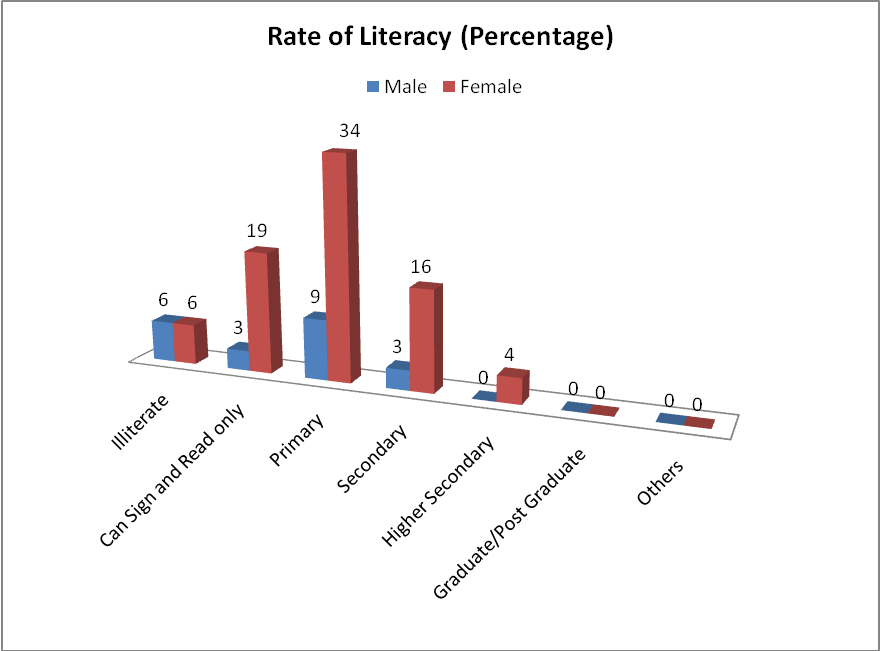 Rate of Literacy (Percentage)
Male Female
34
19
16
9
6 6
3
3
4
0
0 0
0 0
Illiterate
Can Sign and Read only
Primary
Secondary
Higher Secondary
Graduate/Post Graduate
Others